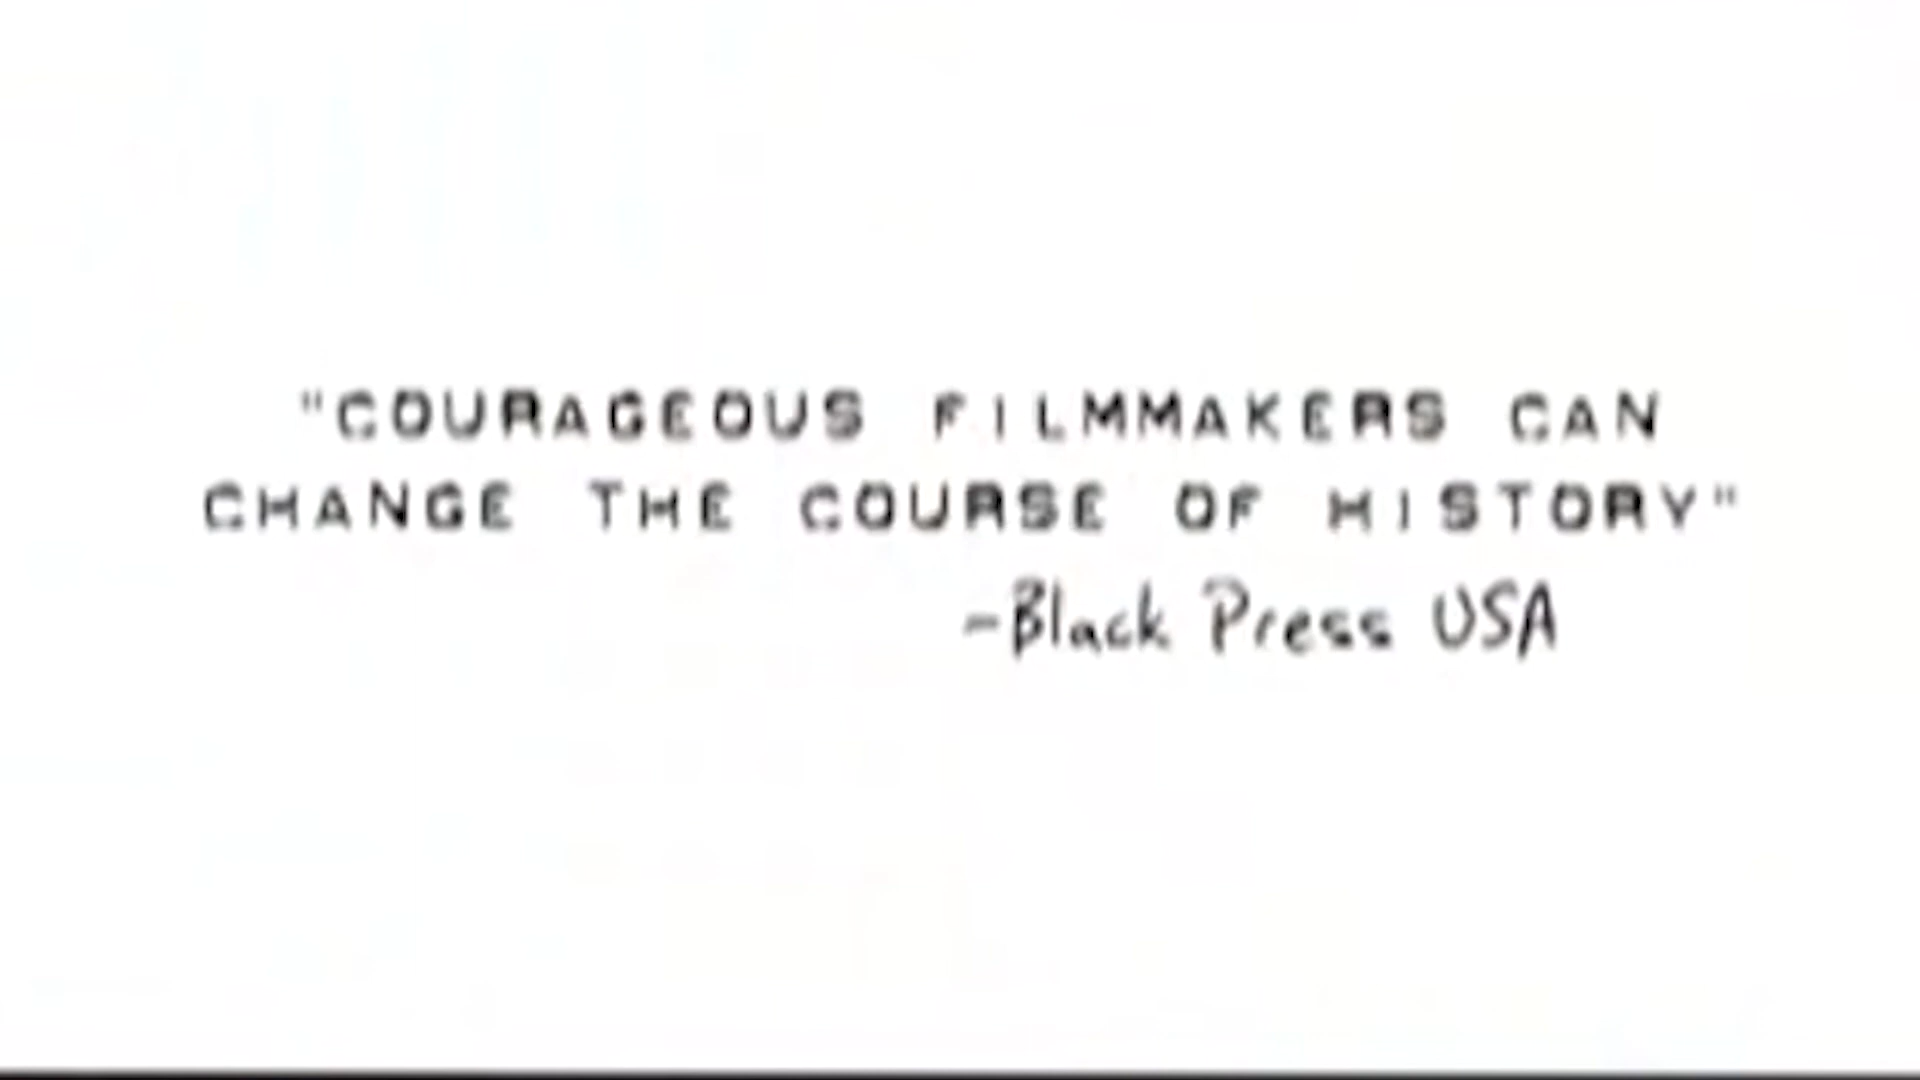 "COURAGEOUS FILMMAKERS CAN
CHANGE THE COURSE OF HISTORY"
-Black Press USA